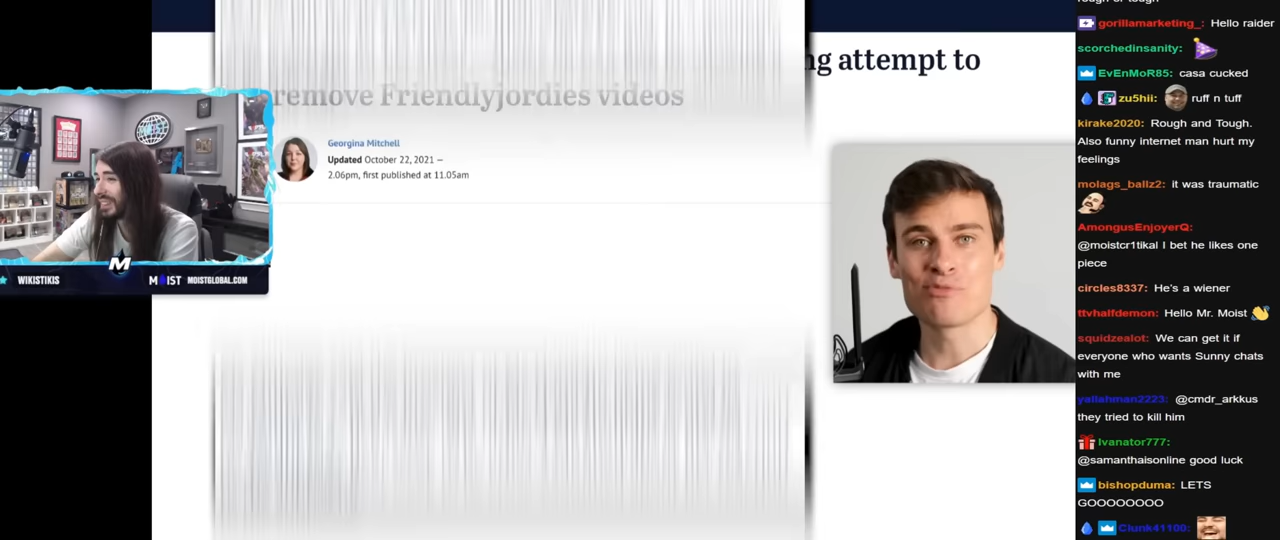 ng attempt to
remove Friendlyjordies videos
Georgina Mitchell
Updated October 22, 2021 —
2.06pm, first published at 11.05am
M
WIKISTIKIS
MOIST
MOISTGLOBAL.COM
gorillamarketing_: Hello raider
scorchedinsanity:
EvEnMoR85: casa cucked
zu5hii: ruff n tuff
kirake2020: Rough and Tough.
Also funny internet man hurt my
feelings
molags_ballz2: it was traumatic
AmongusEnjoyerQ:
@moistcr1tikal I bet he likes one
piece
circles8337: He's a wiener
ttvhalfdemon: Hello Mr. Moist 👋
squidzealot: We can get it if
everyone who wants Sunny chats
with me
yallahman2223: @cmdr_arkkus
they tried to kill him
Ivanator777:
@samanthaisonline good luck
bishopduma: LETS
GOOOOOOOO
Clunk41100: